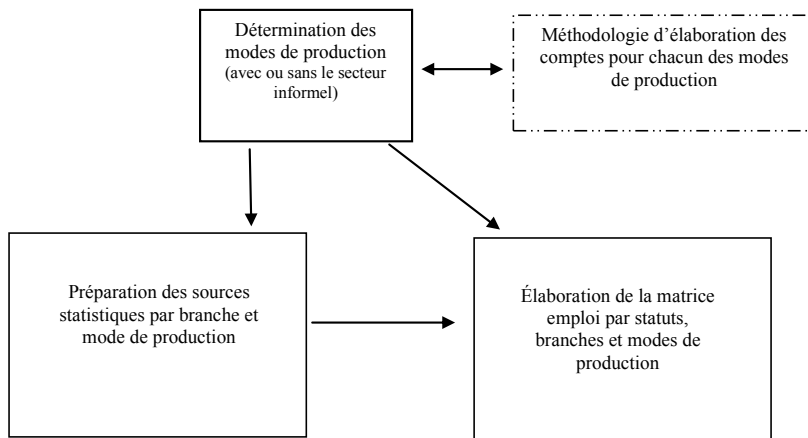 Détermination des
modes de production
(avec ou sans le secteur
informel)
Méthodologie d’élaboration des
comptes pour chacun des modes
de production
Préparation des sources
statistiques par branche et
mode de production
Élaboration de la matrice
emploi par statuts,
branches et modes de
production